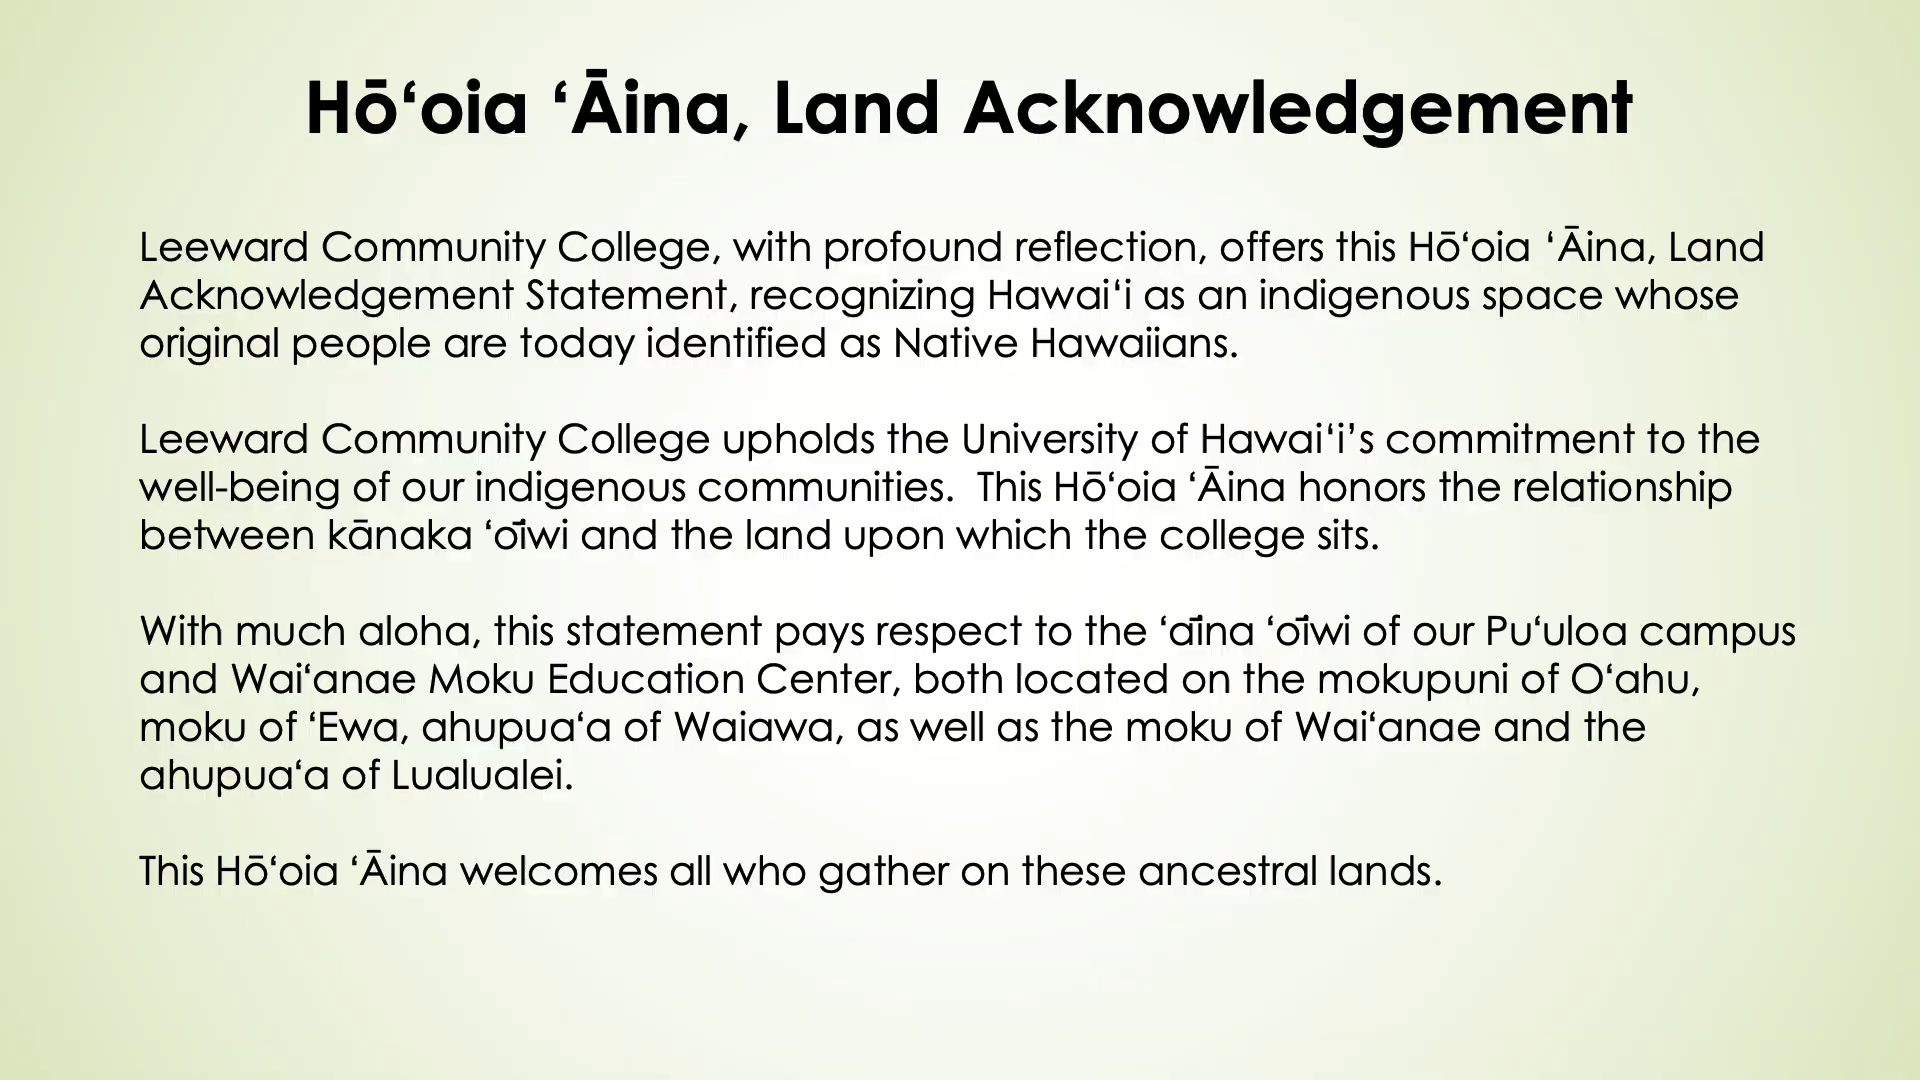 Hōʻoia ʻĀina, Land Acknowledgement
Leeward Community College, with profound reflection, offers this Hōʻoia ʻĀina, Land
Acknowledgement Statement, recognizing Hawaiʻi as an indigenous space whose
original people are today identified as Native Hawaiians.
Leeward Community College upholds the University of Hawaiʻi’s commitment to the
well-being of our indigenous communities.  This Hōʻoia ʻĀina honors the relationship
between kānaka ʻōiwi and the land upon which the college sits.
With much aloha, this statement pays respect to the ʻāina ʻōiwi of our Puʻuloa campus
and Waiʻanae Moku Education Center, both located on the mokupuni of Oʻahu,
moku of ʻEwa, ahupuaʻa of Waiawa, as well as the moku of Waiʻanae and the
ahupuaʻa of Lualualei.
This Hōʻoia ʻĀina welcomes all who gather on these ancestral lands.